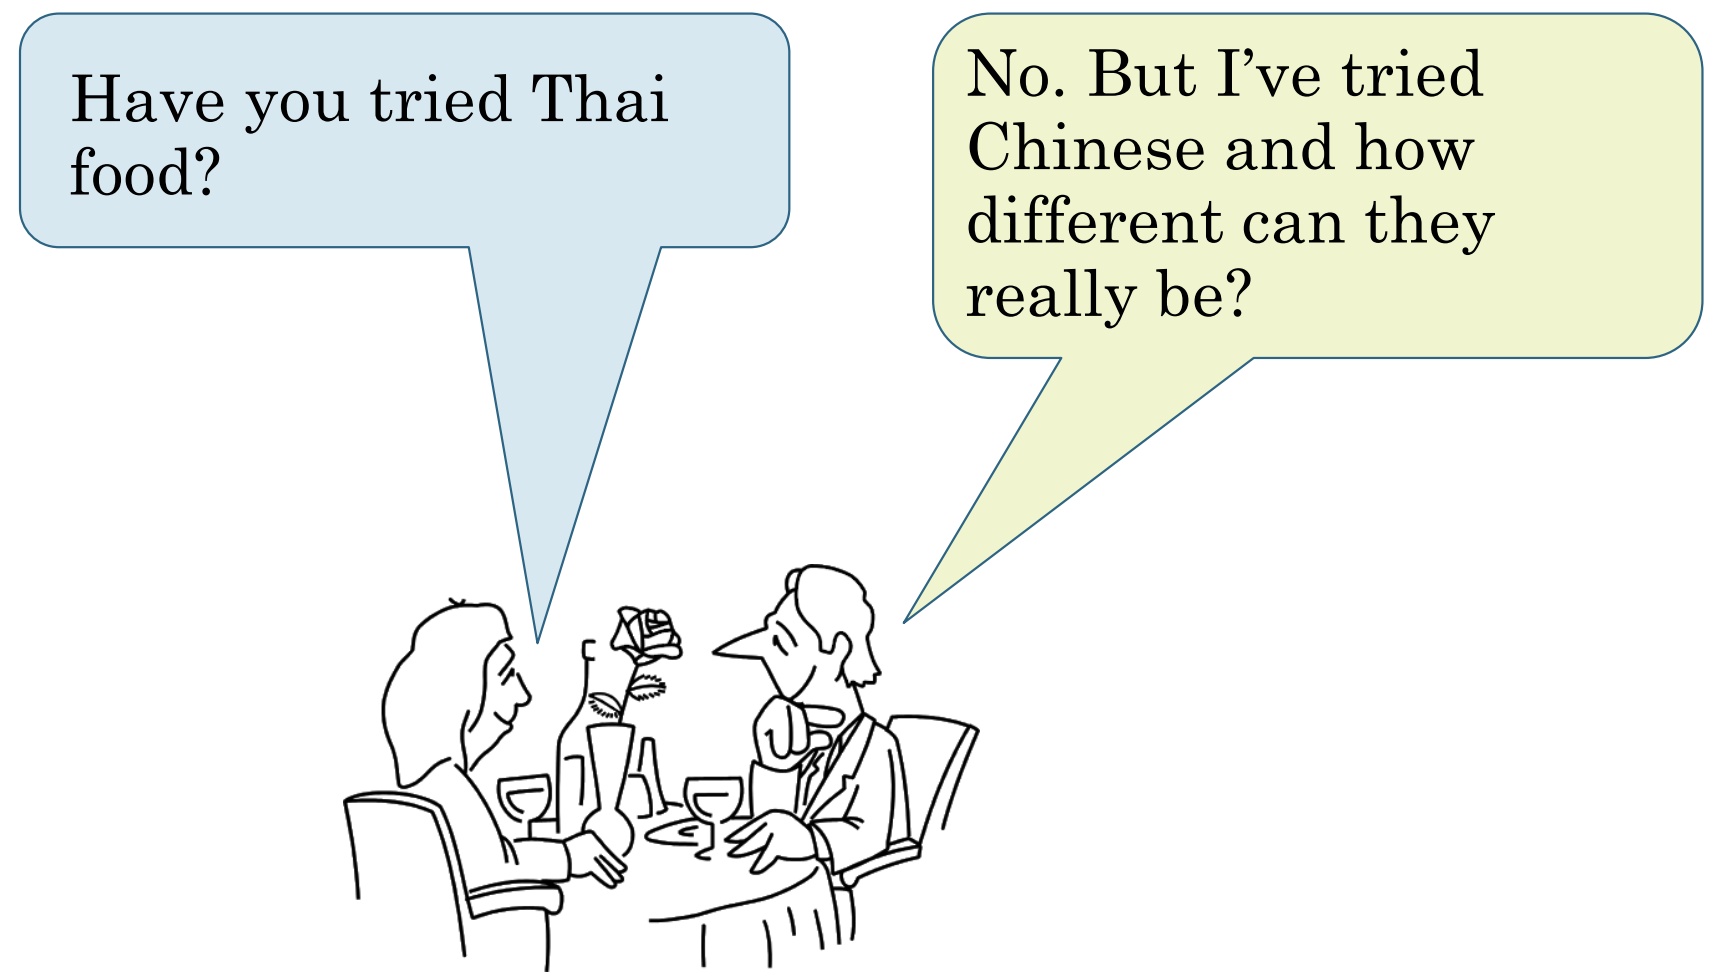 Have you tried Thai
food?
No. But I’ve tried
Chinese and how
different can they
really be?